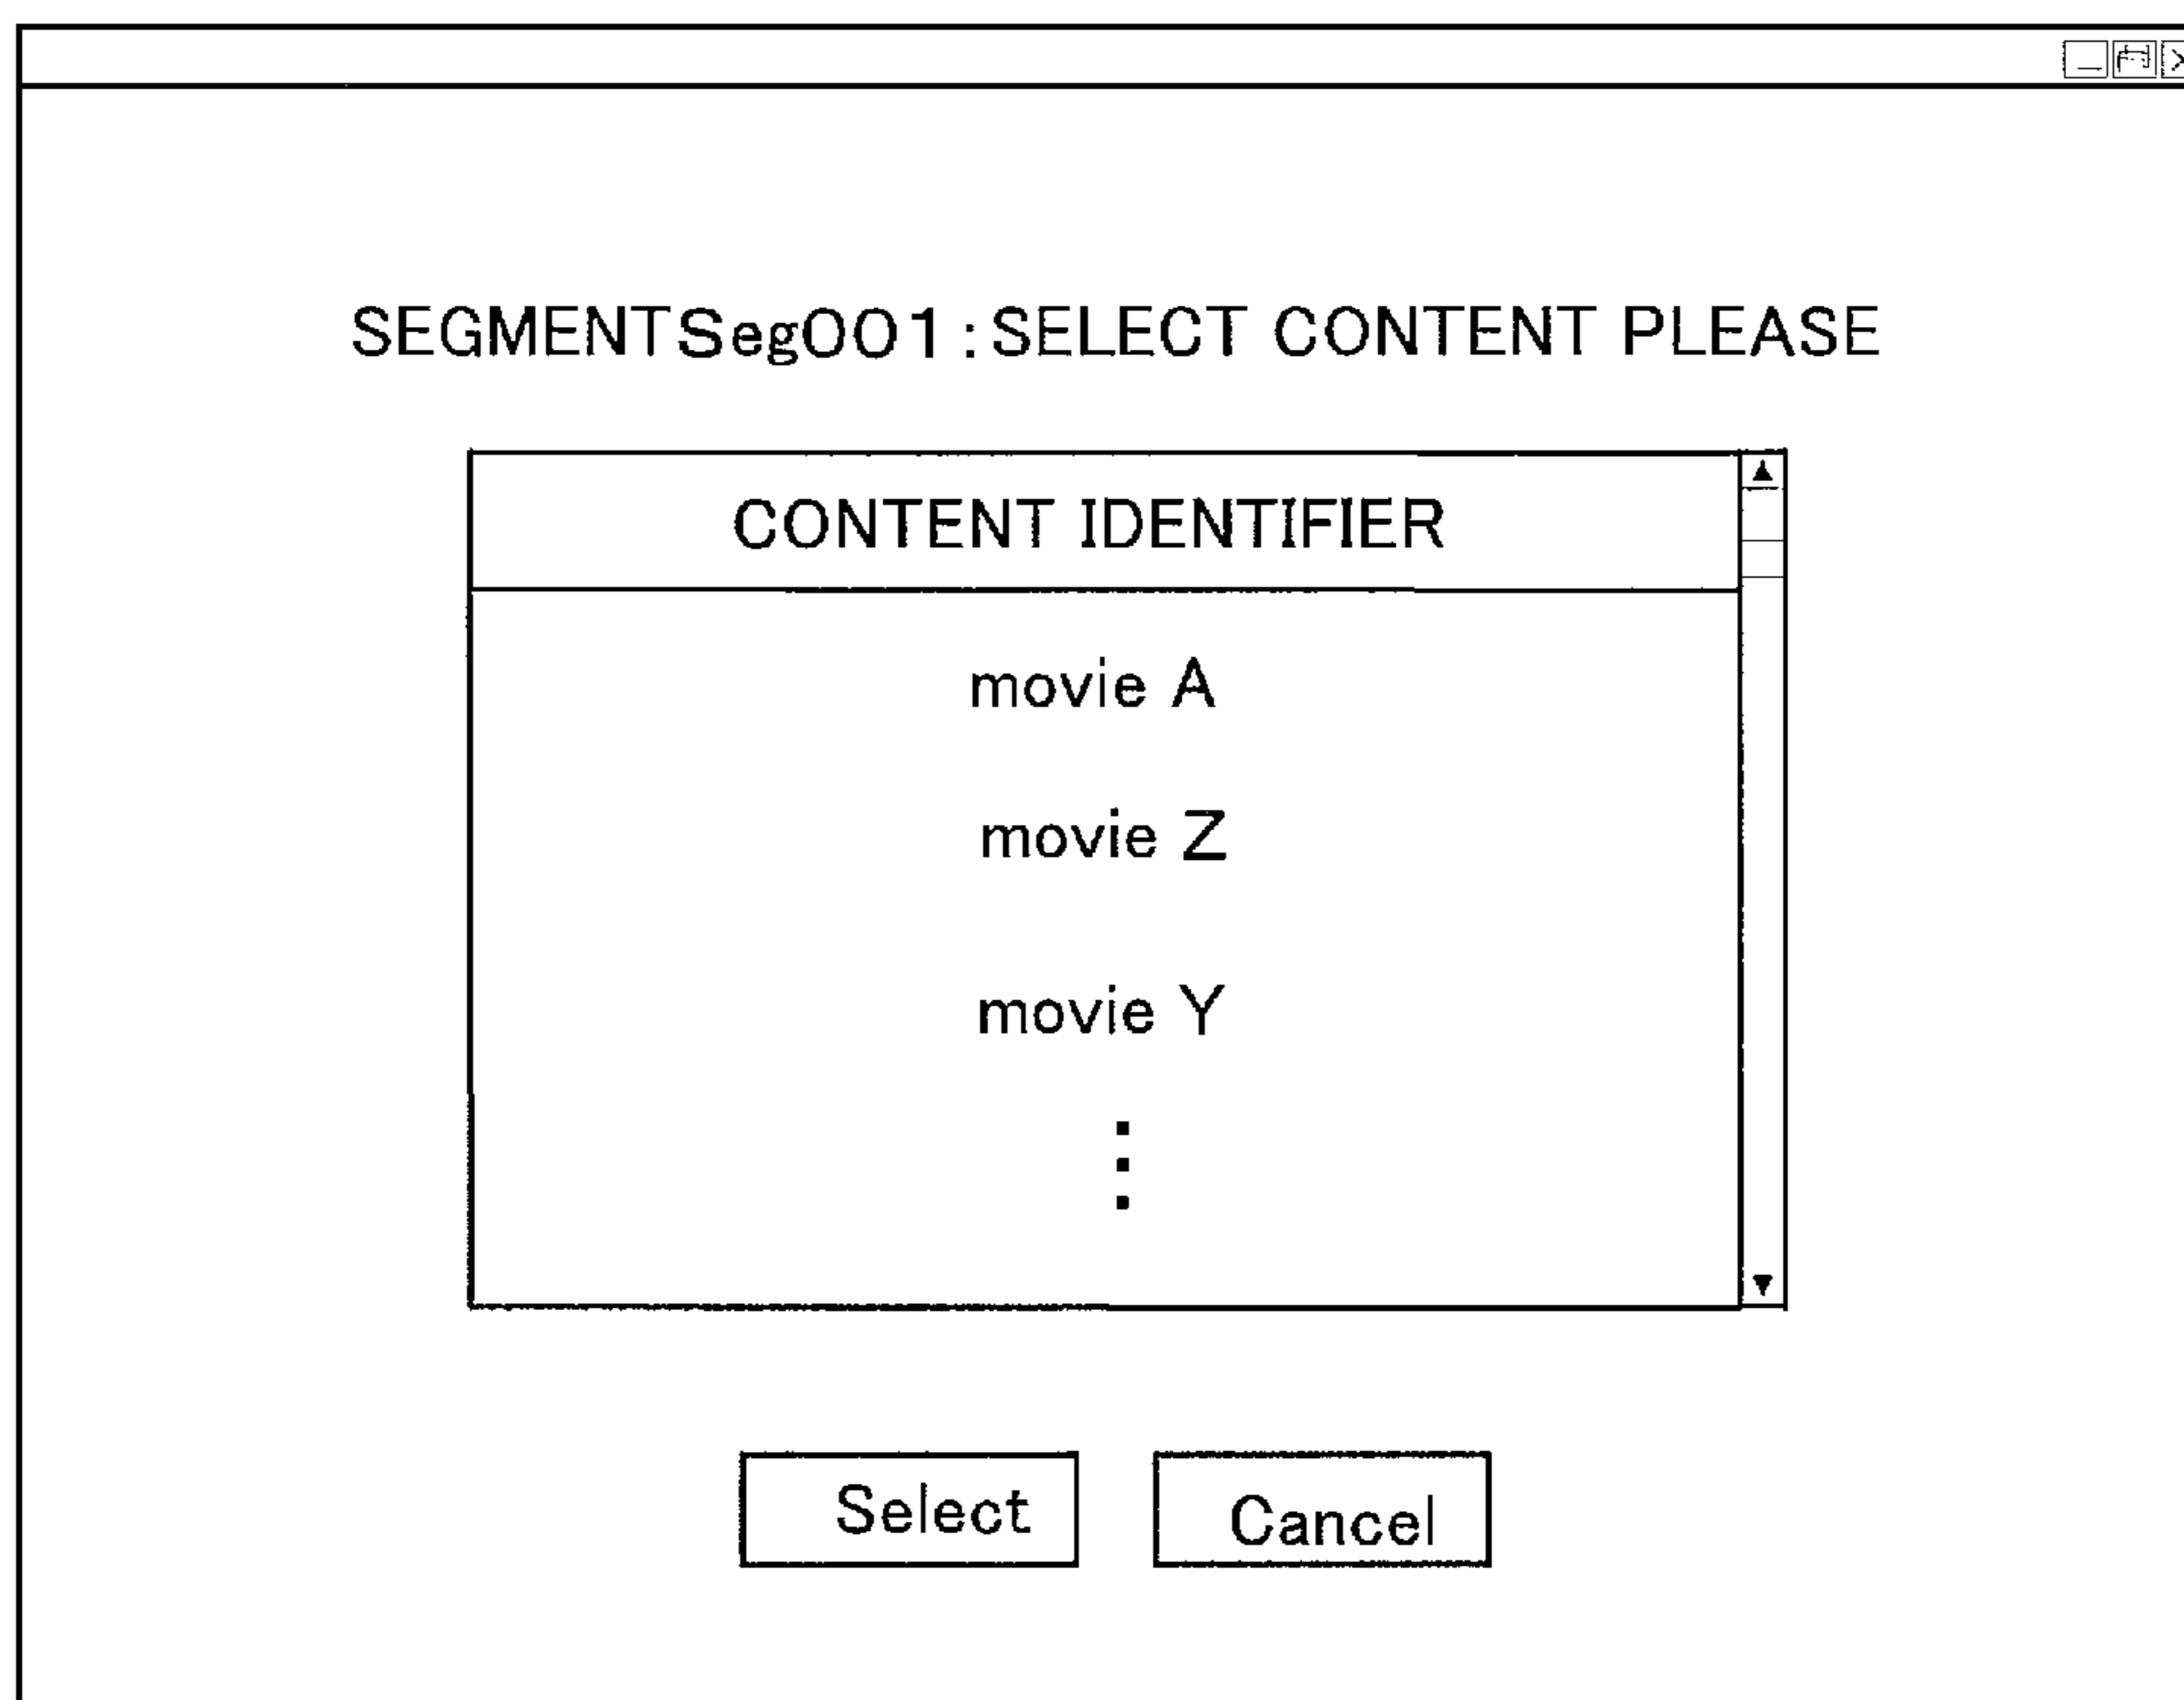 SEGMENTSeg001:SELECT CONTENT PLEASE
CONTENT IDENTIFIER
movie A
movie Z
movie Y
Select
Cancel